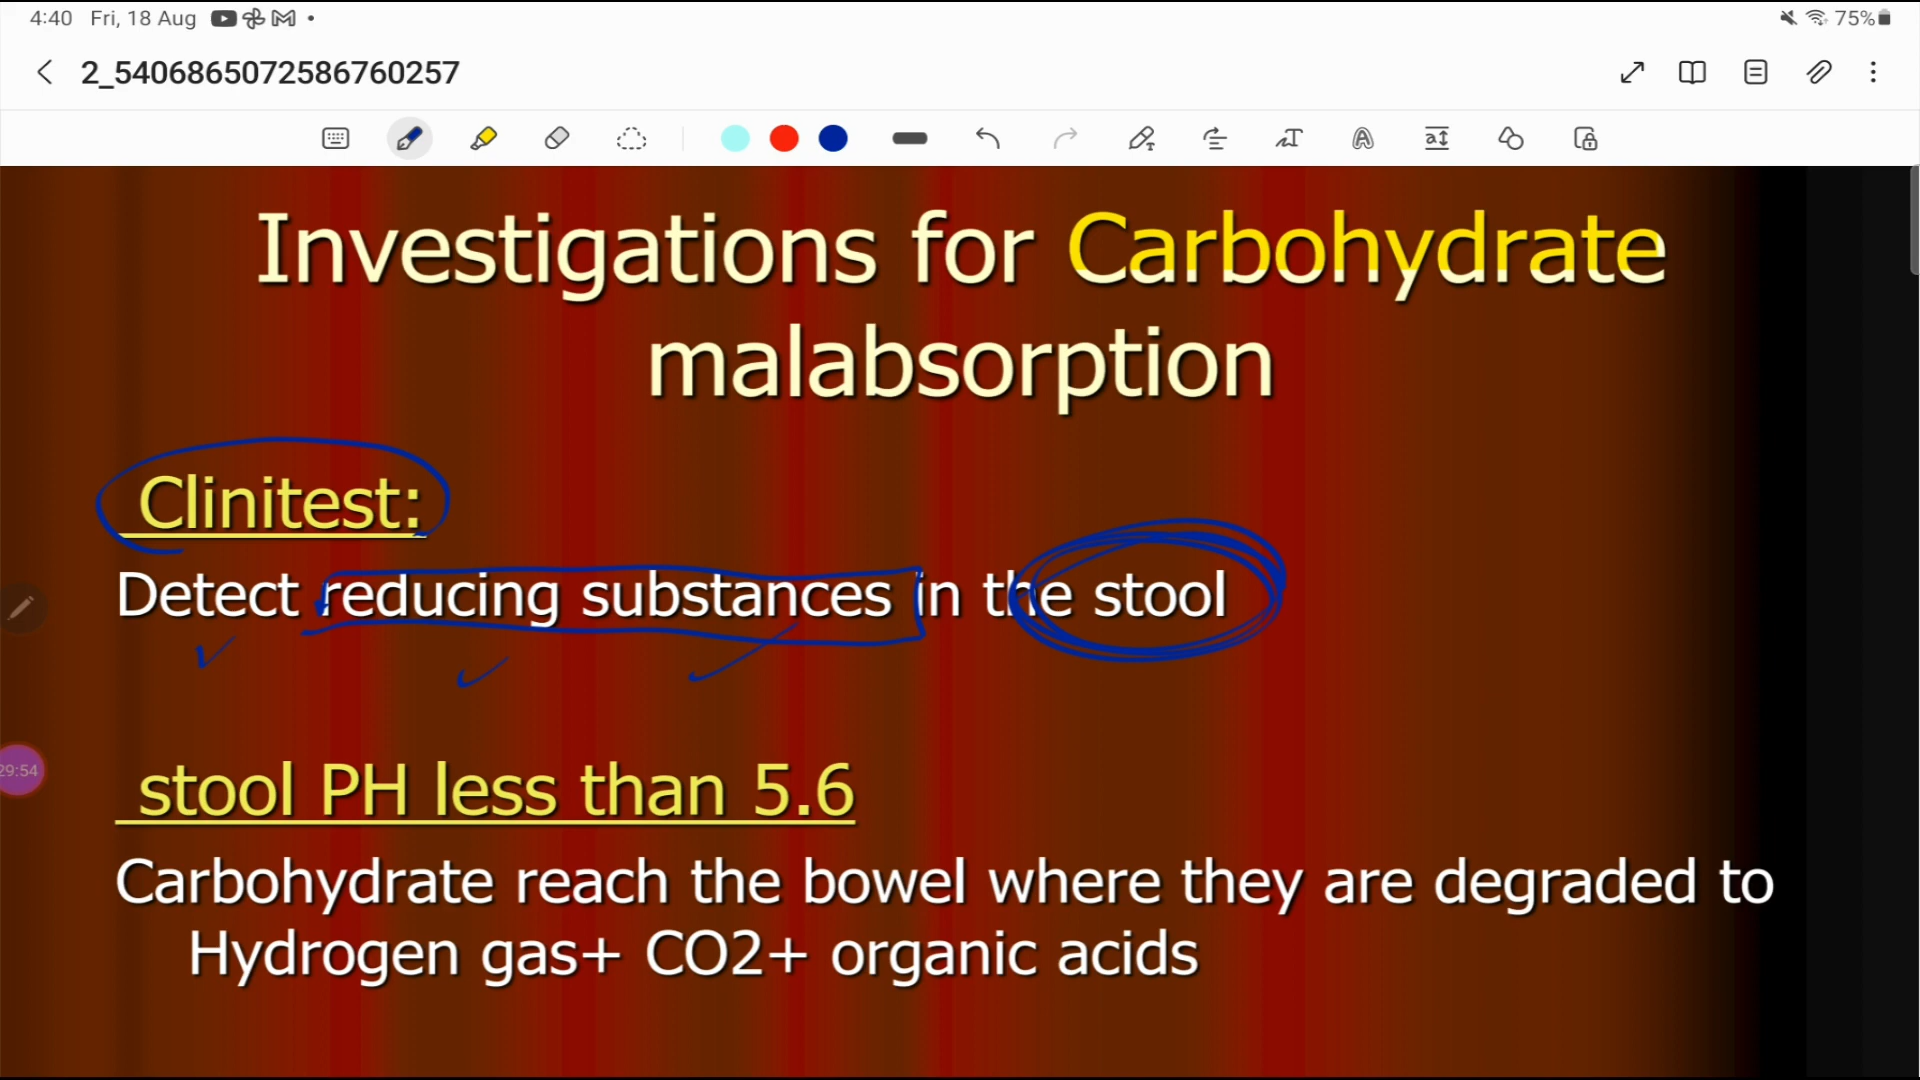 4:40 Fri, 18 Aug
75%
2_5406865072586760257
Investigations for Carbohydrate
malabsorption
Clinitest:
Detect reducing substances in the stool
29:54
stool PH less than 5.6
Carbohydrate reach the bowel where they are degraded to
Hydrogen gas+ CO2+ organic acids